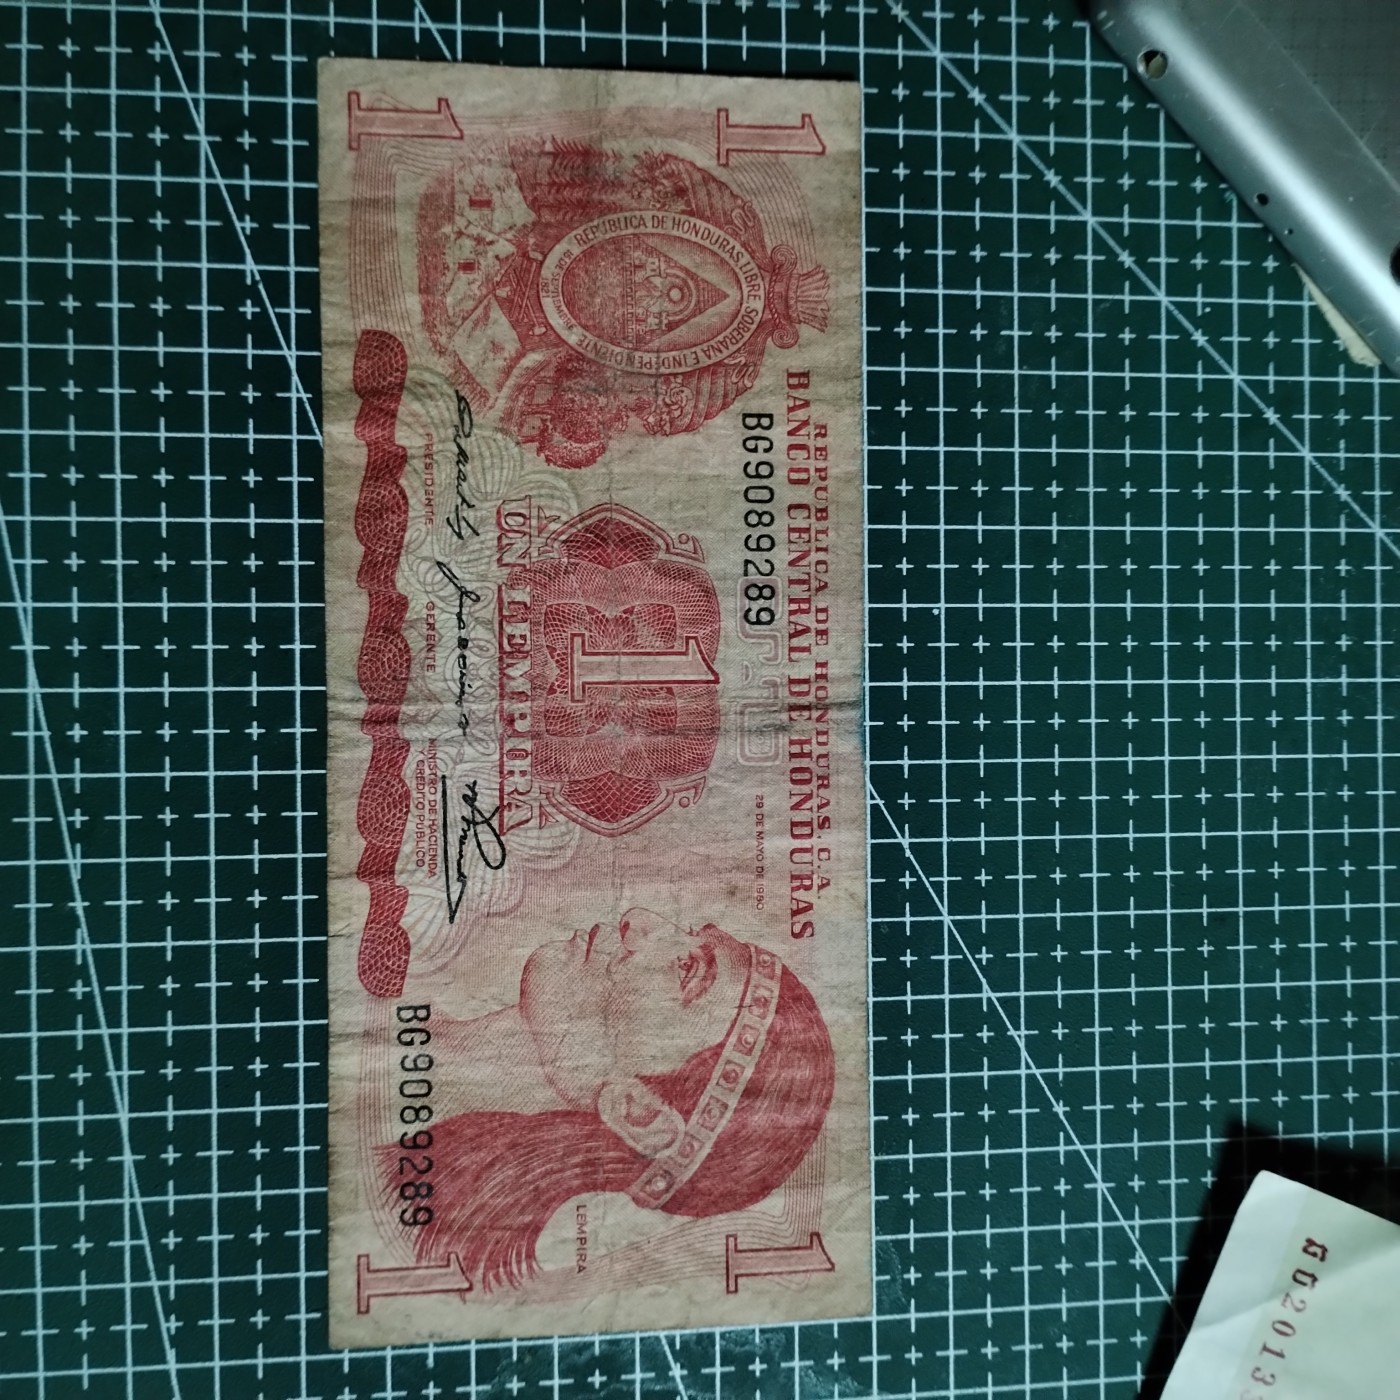 1
1
REPUBLICA DE HONDURAS. C.A.
BANCO CENTRAL DE HONDURAS
BG9089289
29 DE MAYO DE 1980
REPUBLICA DE HONDURAS LIBRE SOBERANA E INDEPENDIENTE
1
UN LEMPIRA
PRESIDENTE
GERENTE
MINISTRO DE HACIENDA
Y CREDITO PUBLICO
LEMPIRA
BG9089289
1
1